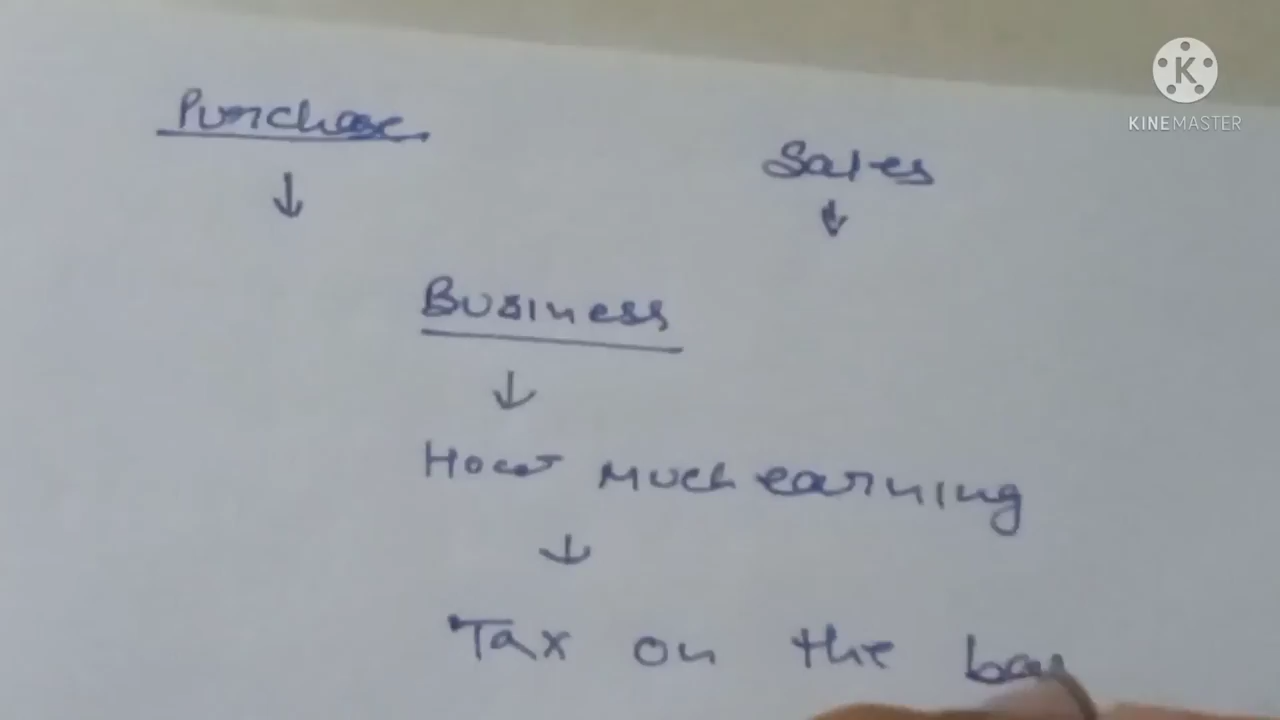 Purchase
Sales
↓ ↓
Business
↓
How Much earning
↓
Tax on the
K
KINEMASTER